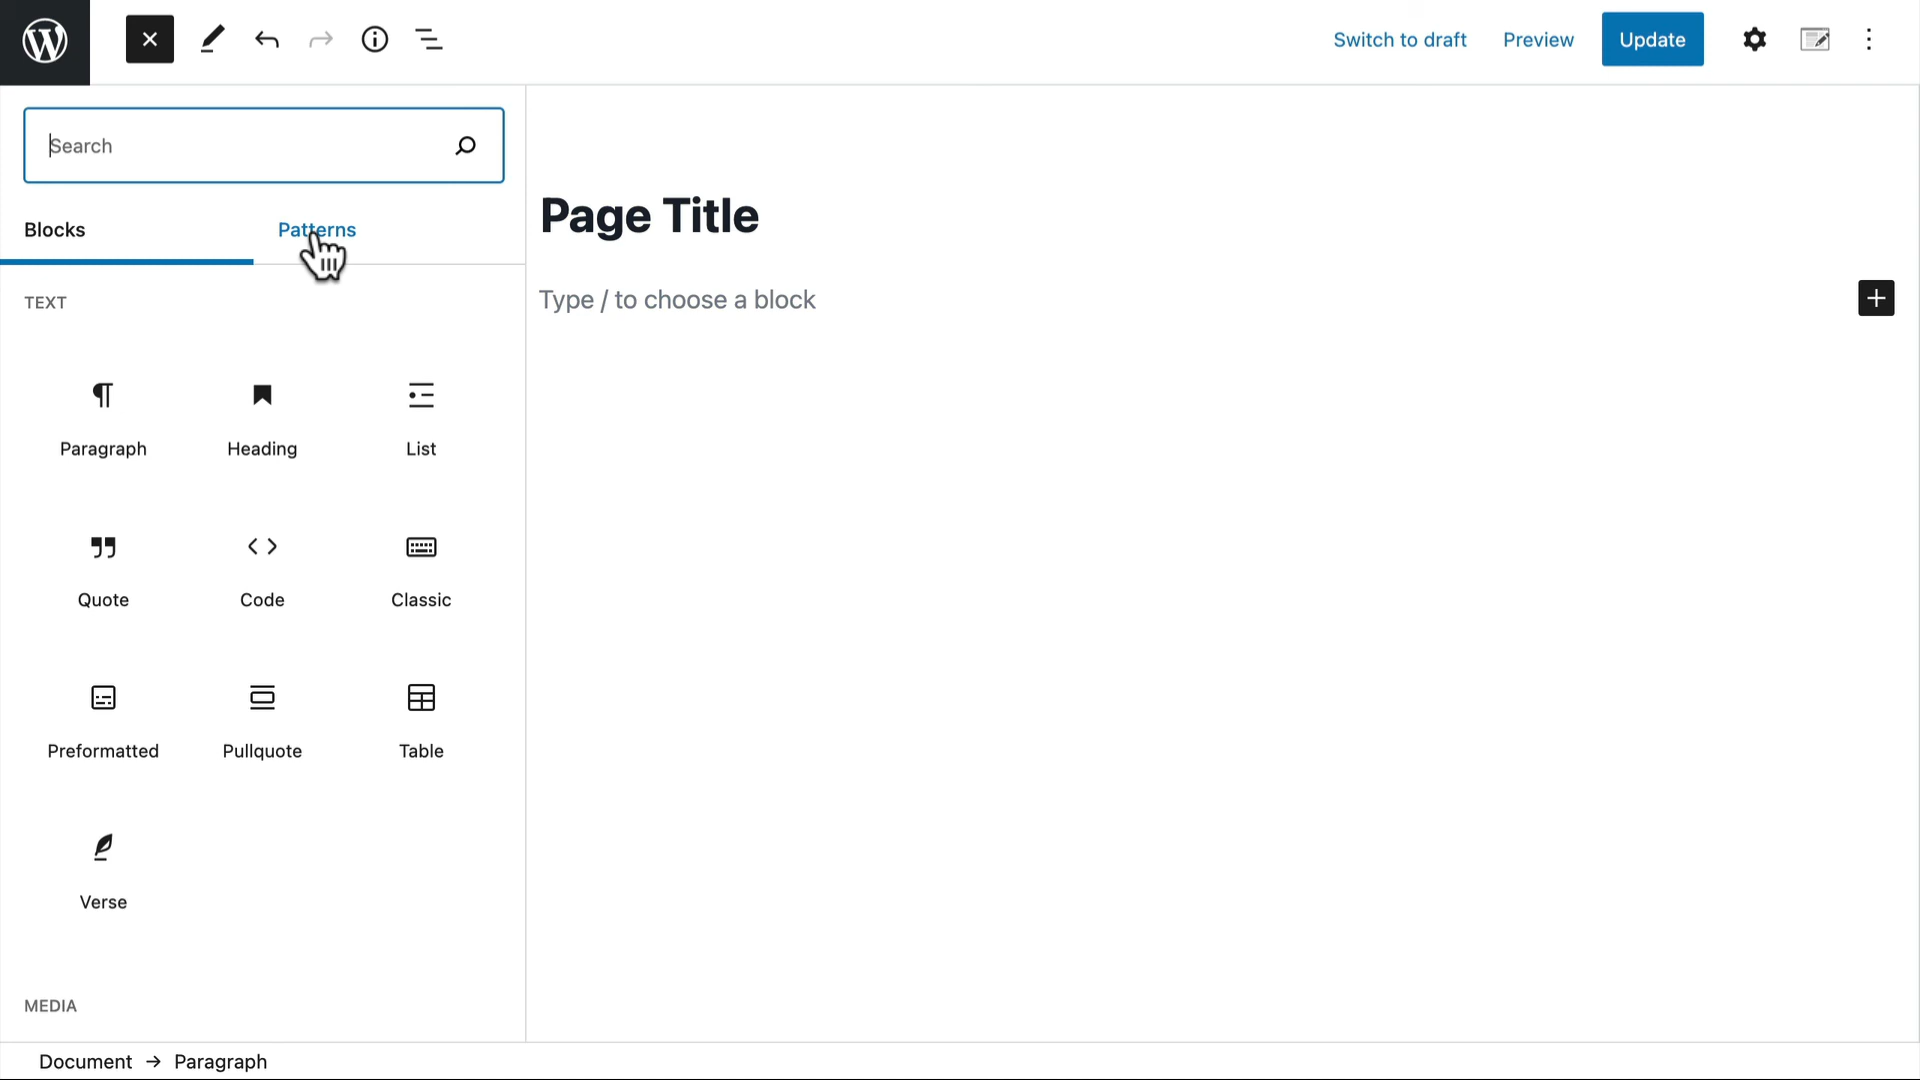 Switch to draft Preview Update
Search
Blocks Patterns
Page Title
Type / to choose a block
TEXT
Paragraph Heading List
Quote Code Classic
Preformatted Pullquote Table
Verse
MEDIA
Document → Paragraph